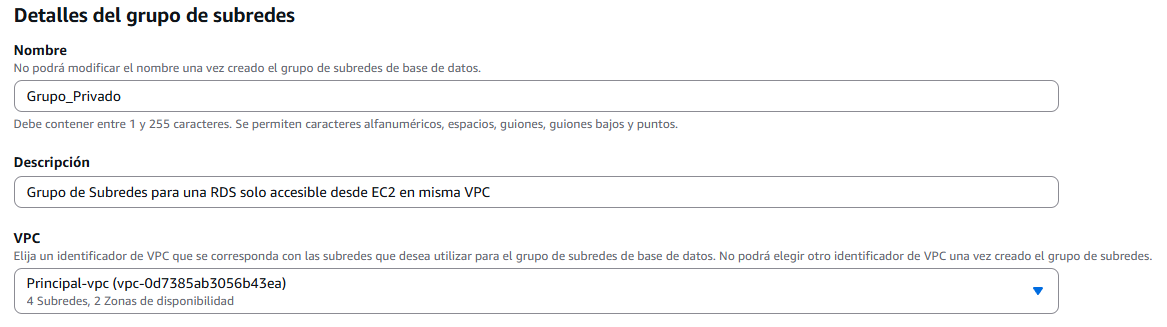 Detalles del grupo de subredes
Nombre
No podrá modificar el nombre una vez creado el grupo de subredes de base de datos.
Grupo_Privado
Debe contener entre 1 y 255 caracteres. Se permiten caracteres alfanuméricos, espacios, guiones, guiones bajos y puntos.
Descripción
Grupo de Subredes para una RDS solo accesible desde EC2 en misma VPC
VPC
Elija un identificador de VPC que se corresponda con las subredes que desea utilizar para el grupo de subredes de base de datos. No podrá elegir otro identificador de VPC una vez creado el grupo de subredes.
Principal-vpc (vpc-0d7385ab3056b43ea)
4 Subredes, 2 Zonas de disponibilidad